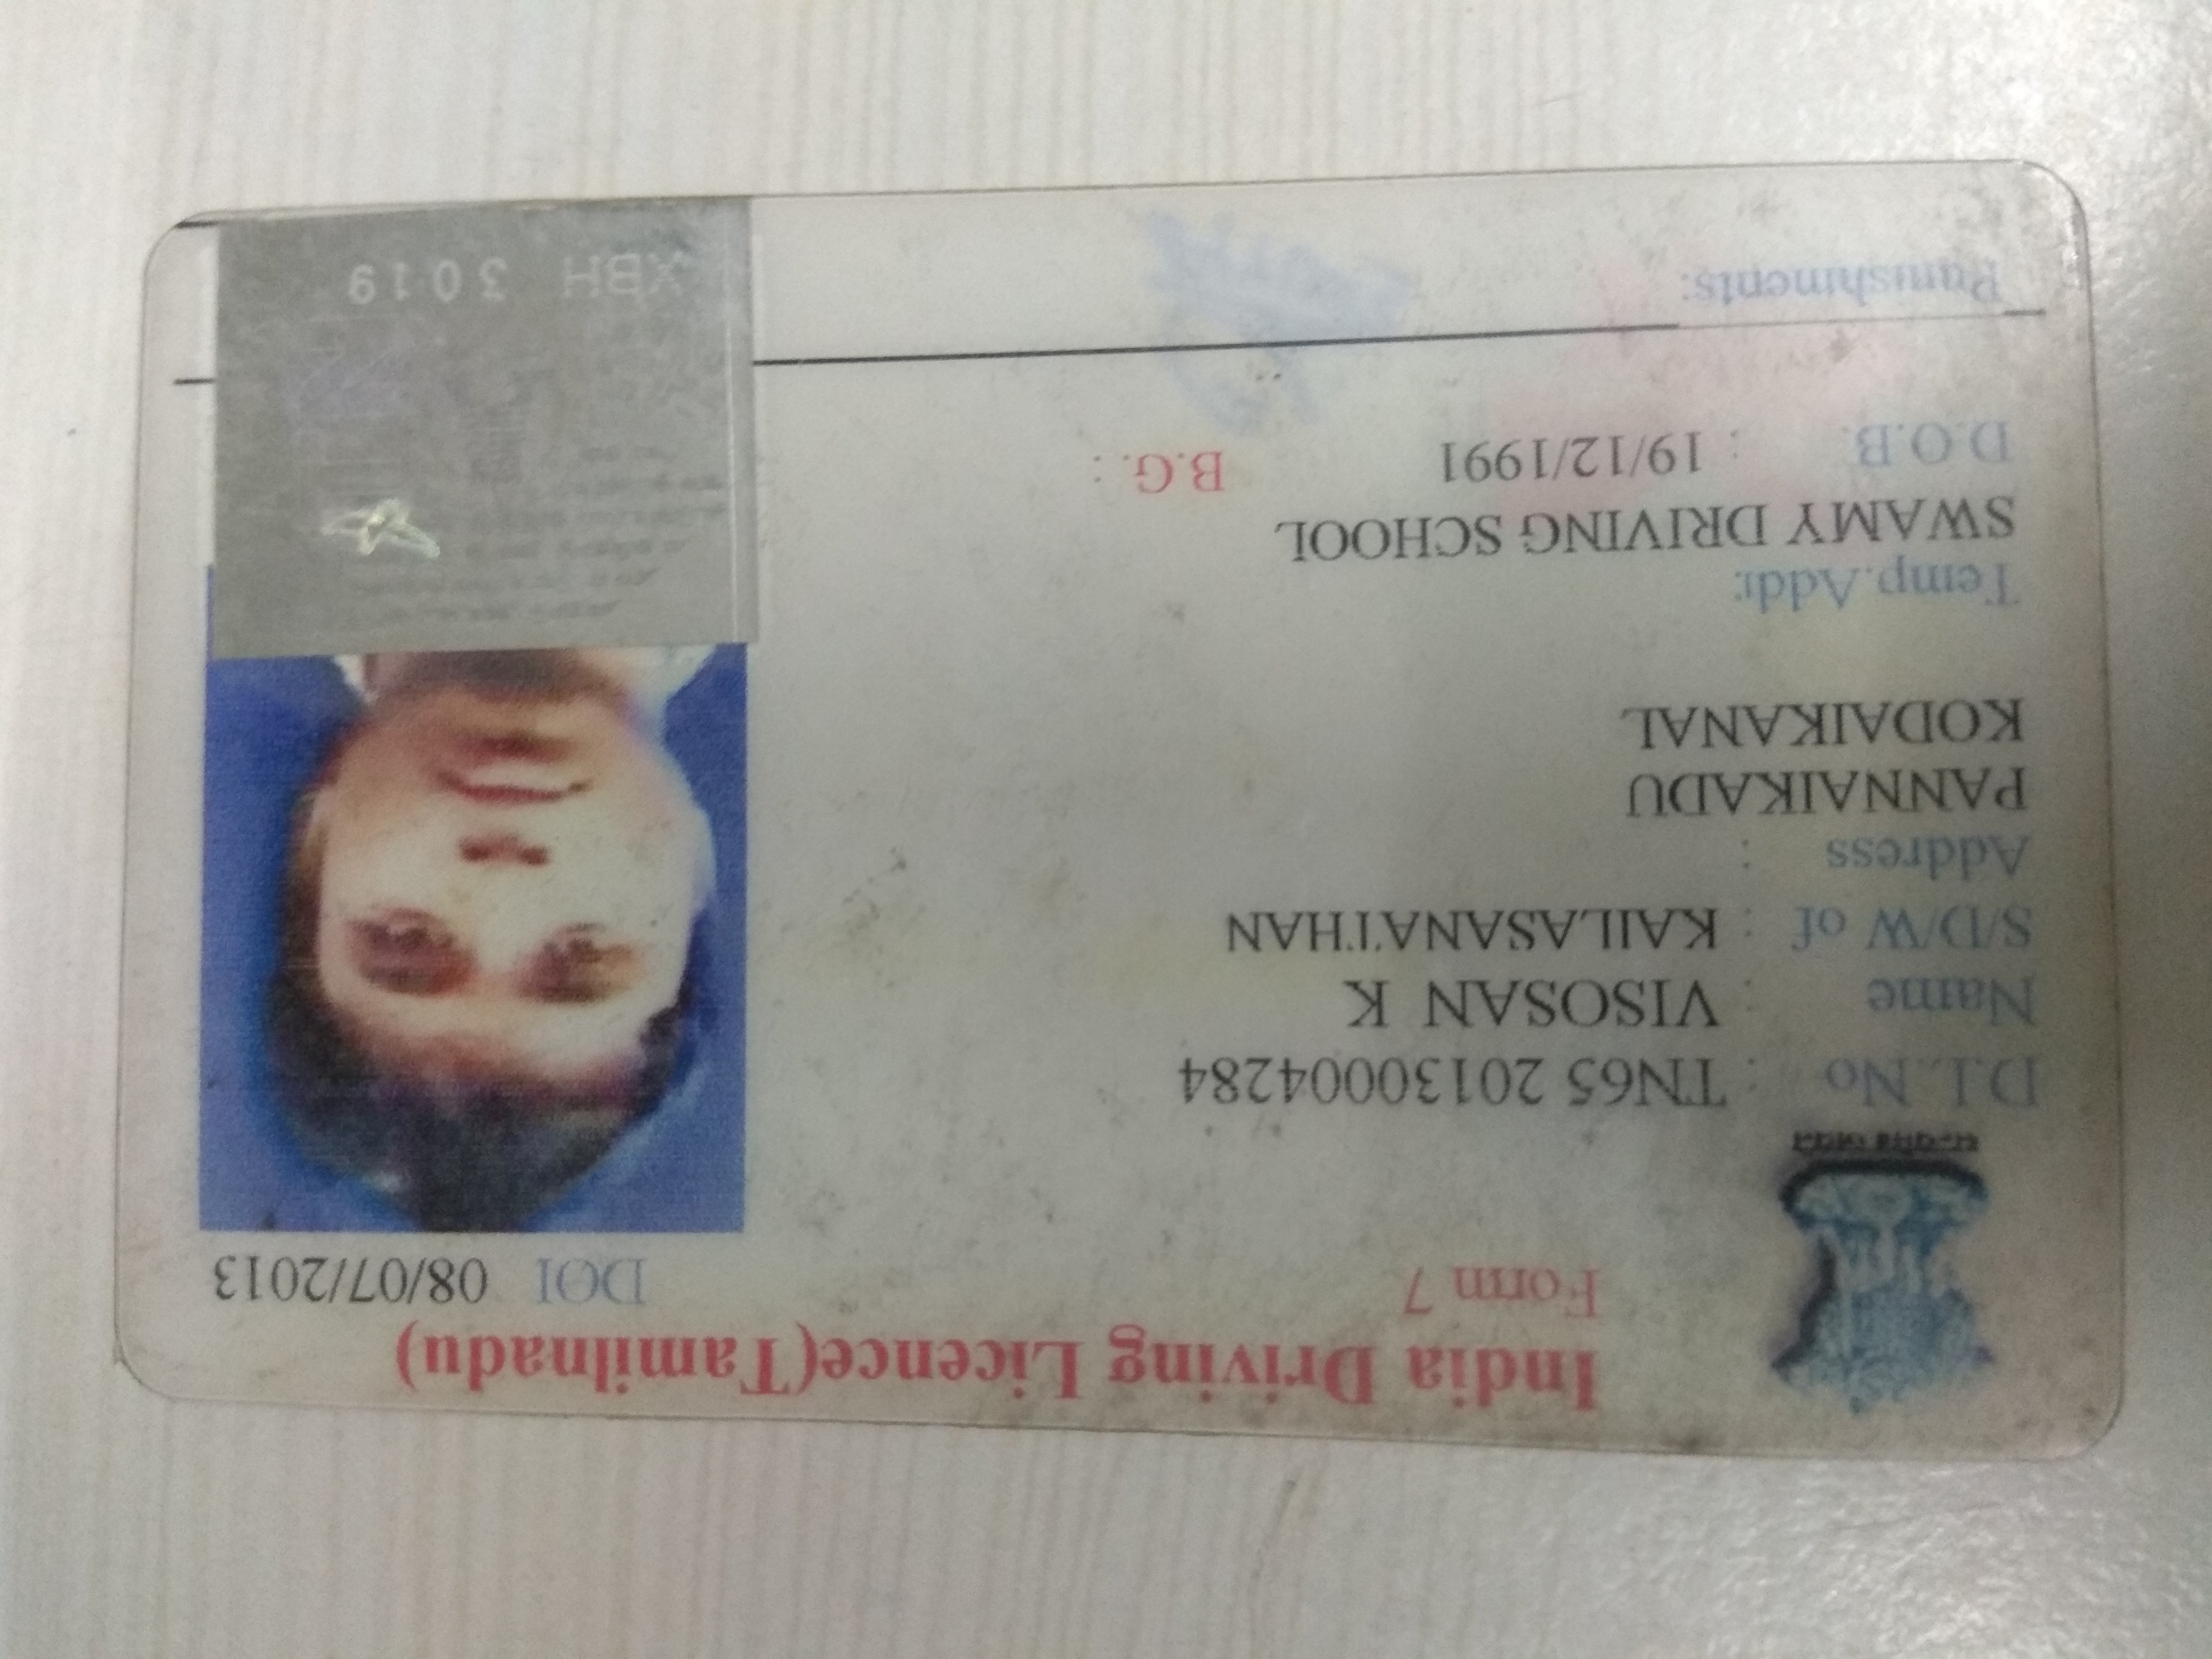 India Driving Licence(Tamilnadu)
Form 7
DOI 08/07/2013
D.L.No : TN65 20130004284
Name : VISOSAN K
S/D/W of : KAILASANATHAN
Address :
PANNAIKADU
KODAIKANAL
Temp.Addr.
SWAMY DRIVING SCHOOL
D.O.B. : 19/12/1991 B.G. :
Punishments:
XBH 3019